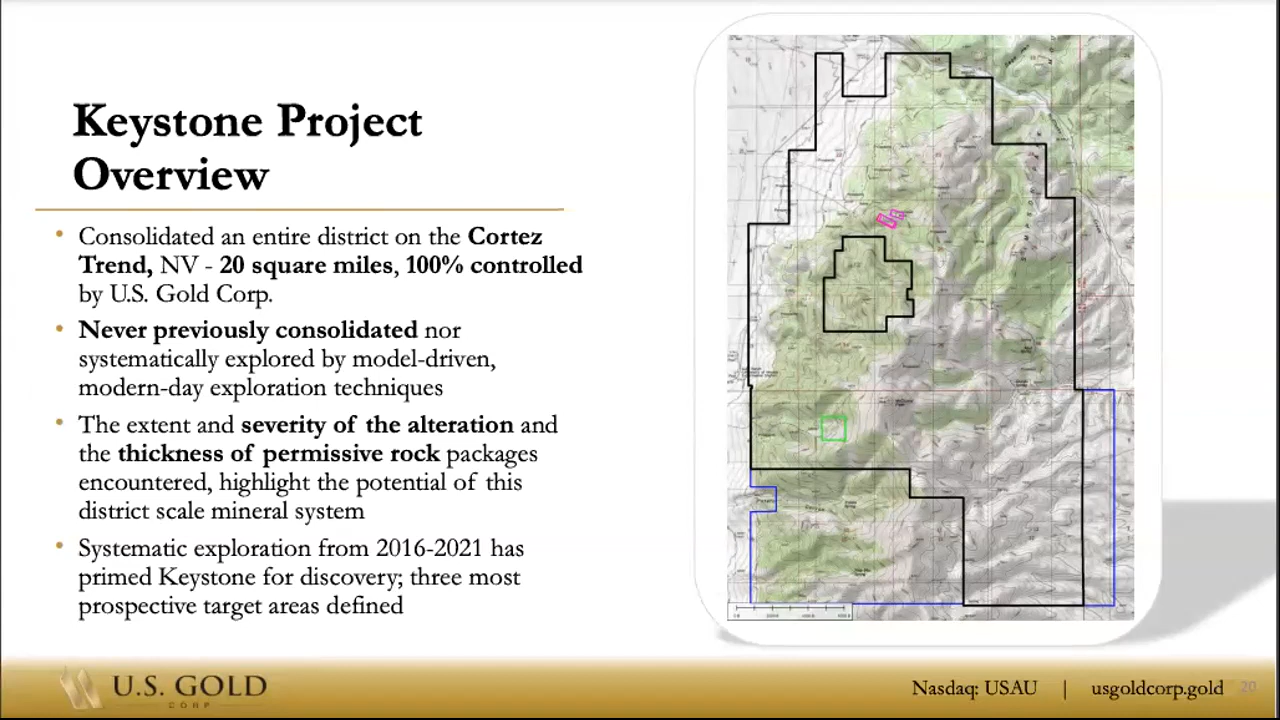 Keystone Project
Overview
• Consolidated an entire district on the Cortez
Trend, NV - 20 square miles, 100% controlled
by U.S. Gold Corp.
• Never previously consolidated nor
systematically explored by model-driven,
modern-day exploration techniques
• The extent and severity of the alteration and
the thickness of permissive rock packages
encountered, highlight the potential of this
district scale mineral system
• Systematic exploration from 2016-2021 has
primed Keystone for discovery; three most
prospective target areas defined
U.S. GOLD
CORP
Nasdaq: USAU | usgoldcorp.gold 20